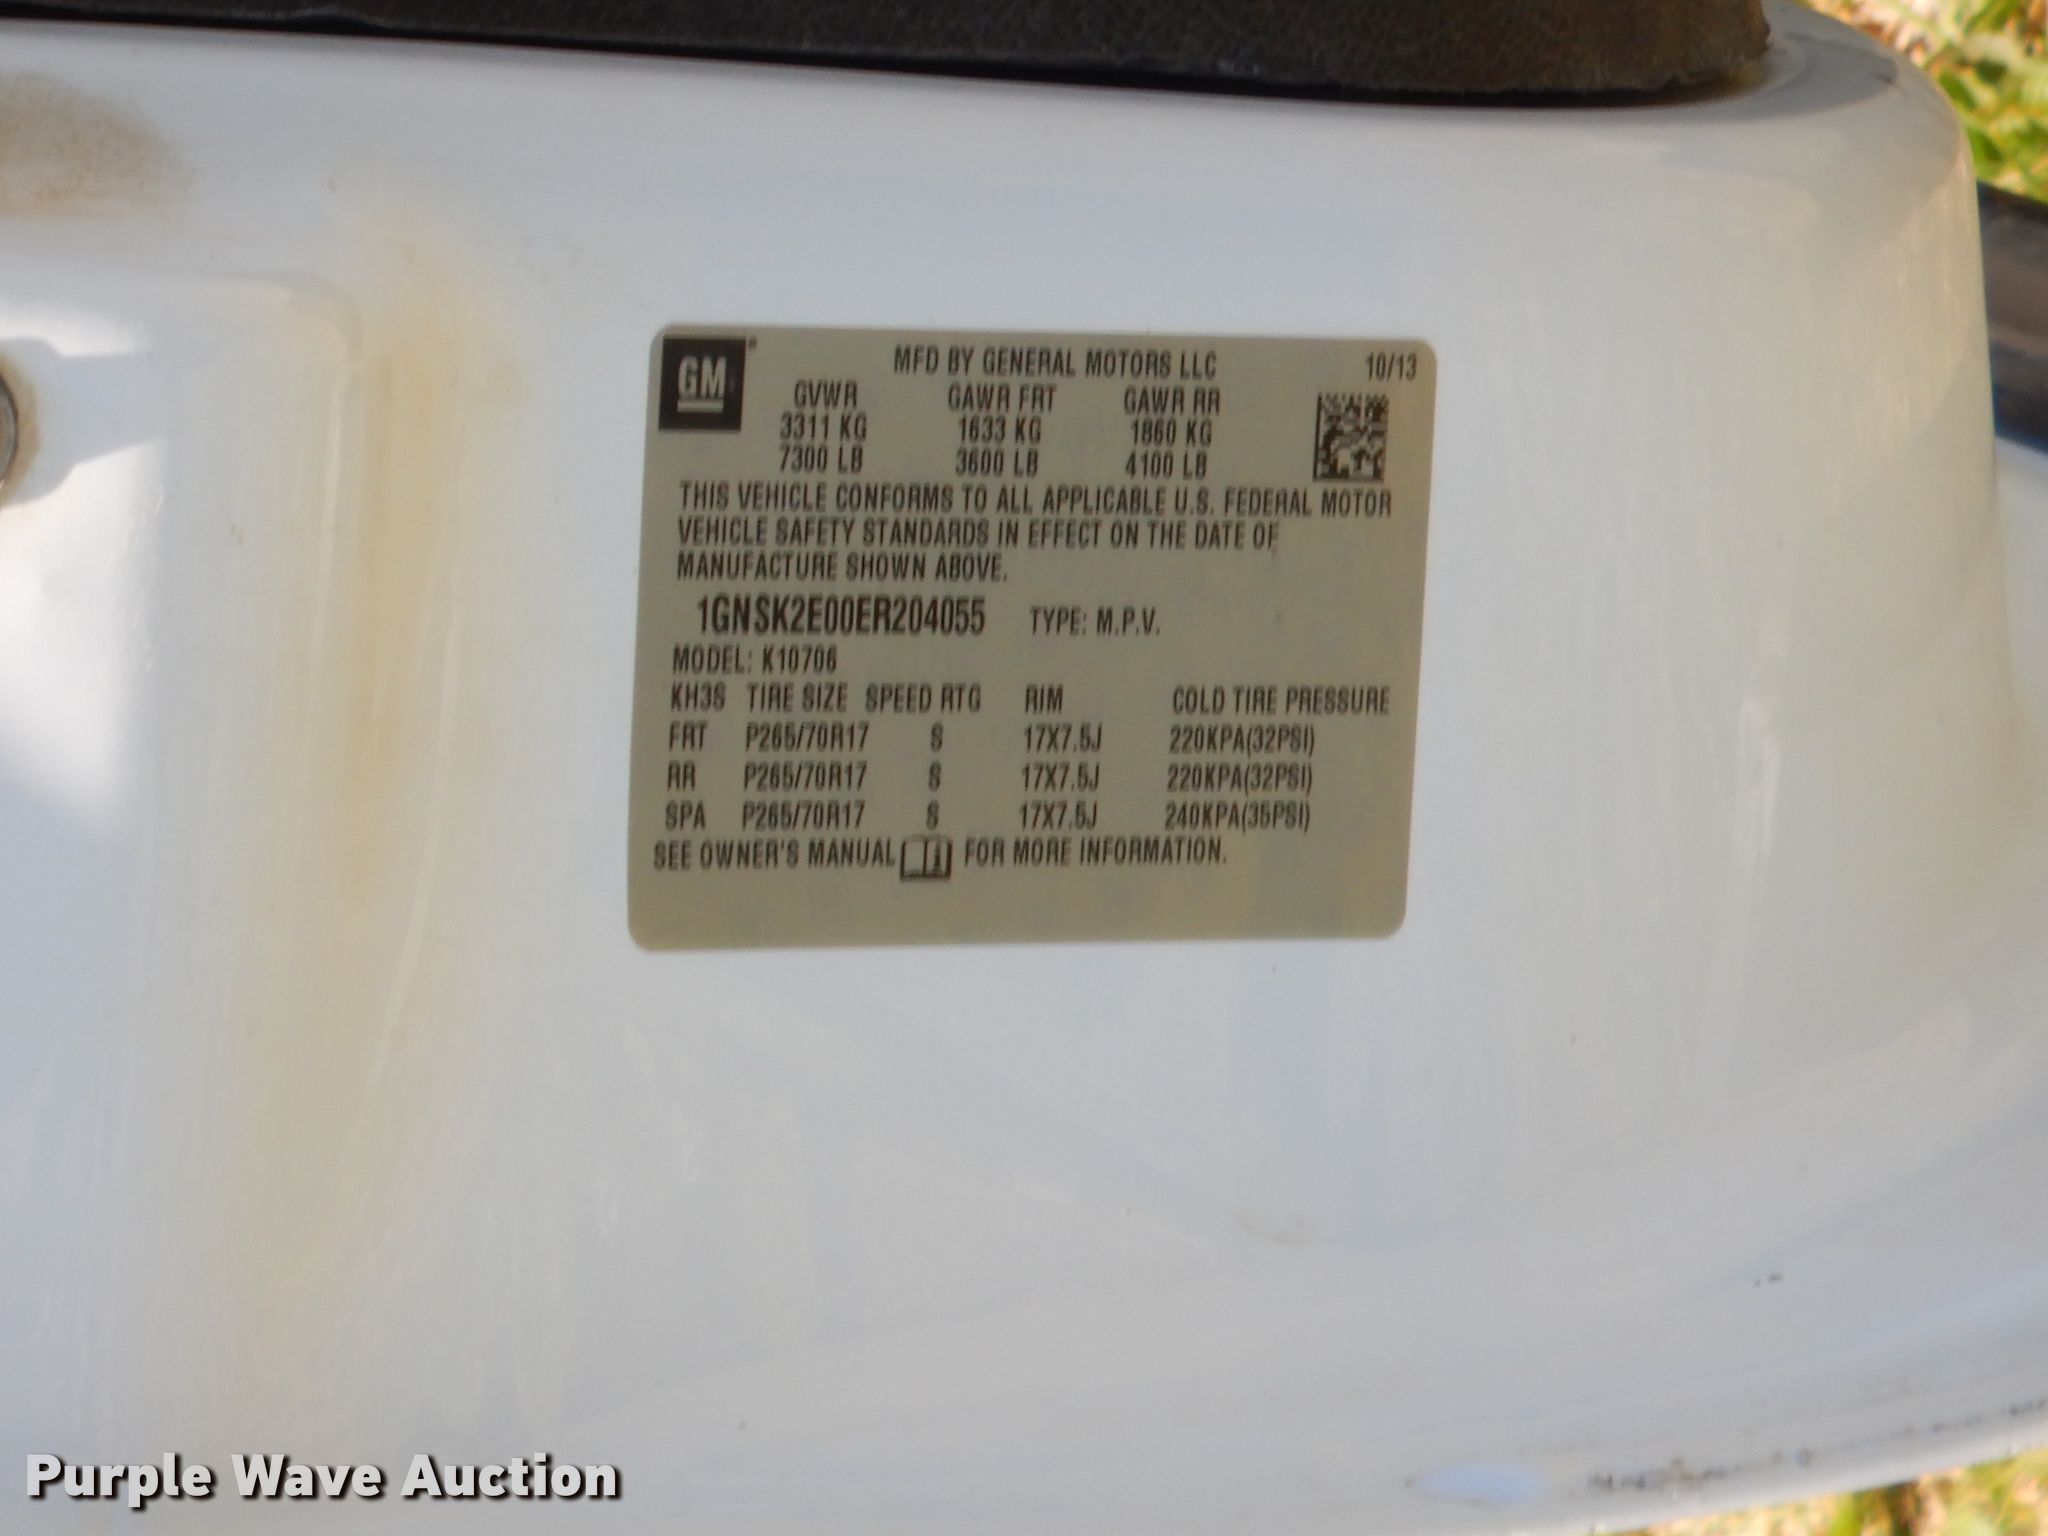 GM
MFD BY GENERAL MOTORS LLC 10/13
GVWR GAWR FRT GAWR RR
3311 KG 1633 KG 1860 KG
7300 LB 3600 LB 4100 LB
THIS VEHICLE CONFORMS TO ALL APPLICABLE U.S. FEDERAL MOTOR
VEHICLE SAFETY STANDARDS IN EFFECT ON THE DATE OF
MANUFACTURE SHOWN ABOVE.
1GNSK2E00ER204055 TYPE: M.P.V.
MODEL: K10706
KH3S TIRE SIZE SPEED RTG RIM COLD TIRE PRESSURE
FRT P265/70R17 S 17X7.5J 220KPA(32PSI)
RR P265/70R17 S 17X7.5J 220KPA(32PSI)
SPA P265/70R17 S 17X7.5J 240KPA(35PSI)
SEE OWNER'S MANUAL FOR MORE INFORMATION.
Purple Wave Auction